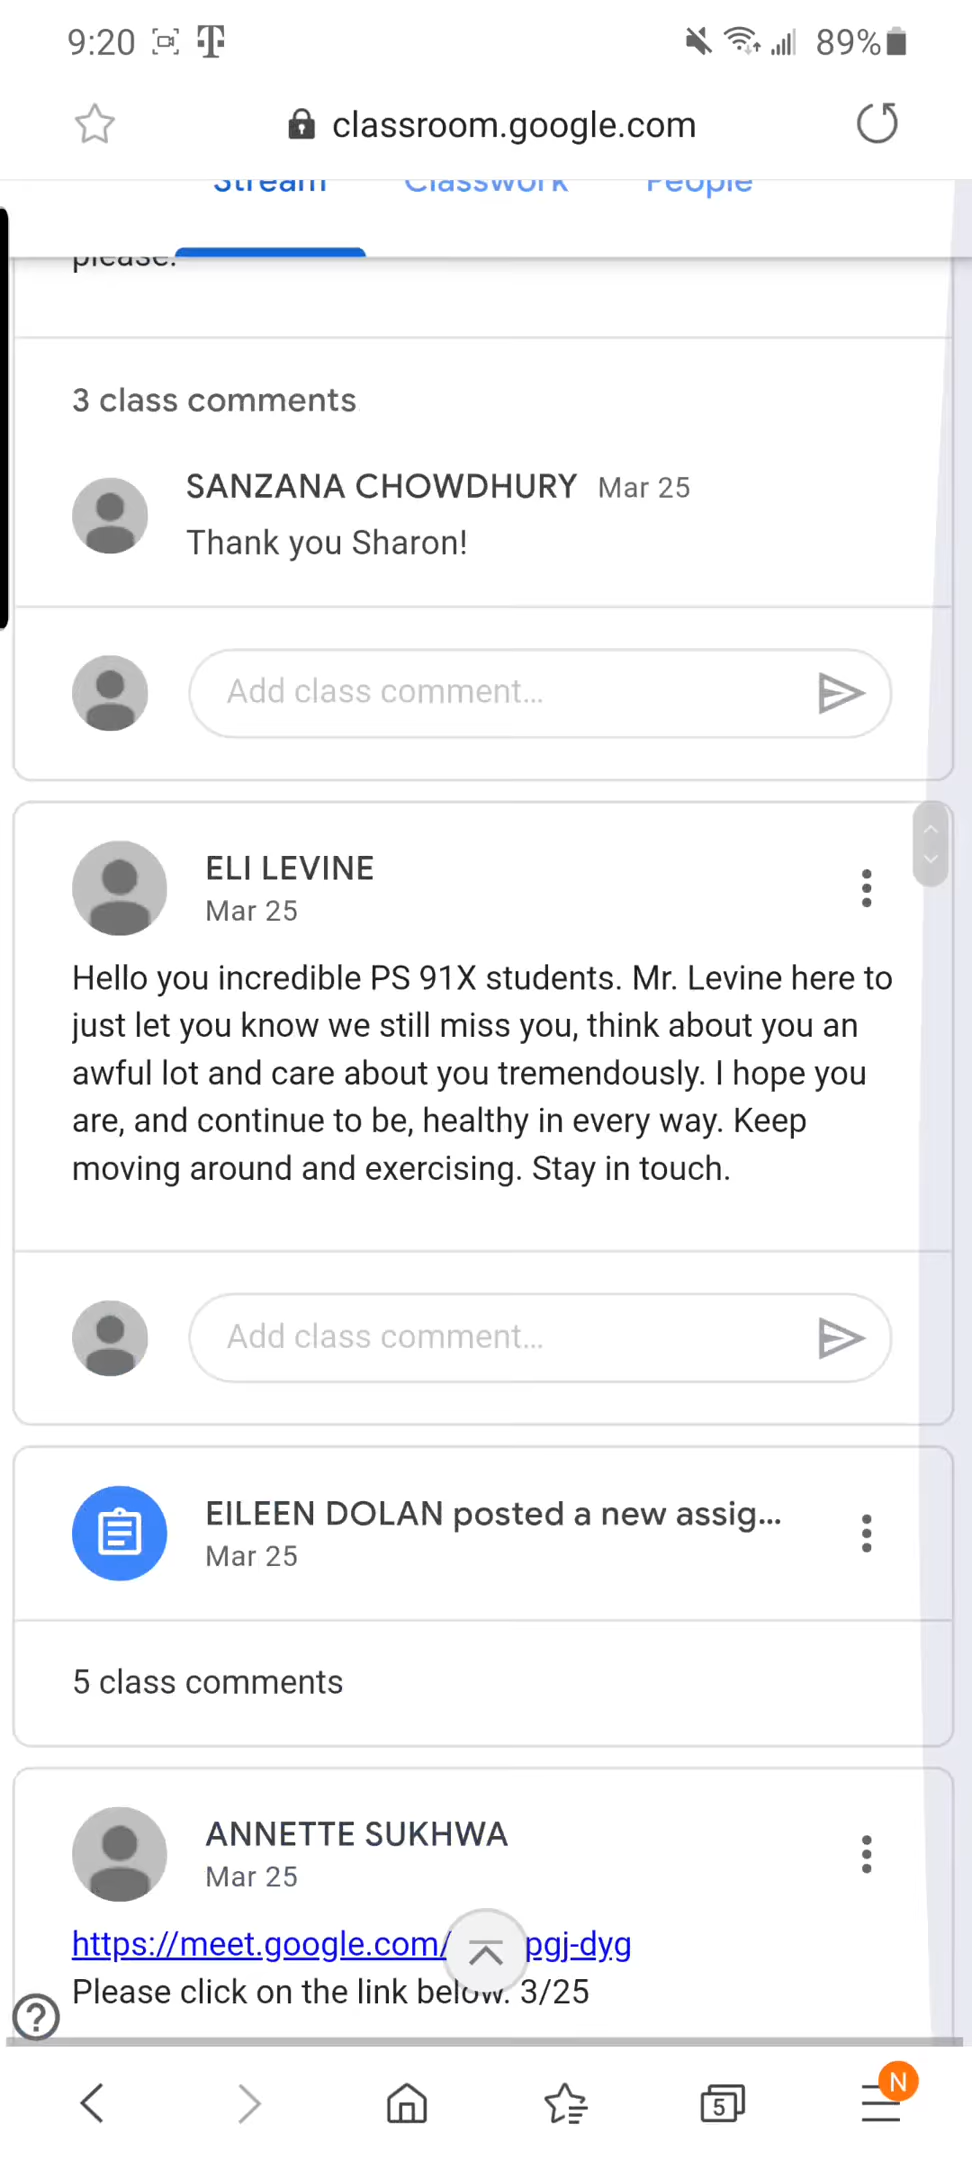 9:20
89%
classroom.google.com
Stream Classwork People
please.
3 class comments
SANZANA CHOWDHURY Mar 25
Thank you Sharon!
Add class comment...
ELI LEVINE
Mar 25
Hello you incredible PS 91X students. Mr. Levine here to
just let you know we still miss you, think about you an
awful lot and care about you tremendously. I hope you
are, and continue to be, healthy in every way. Keep
moving around and exercising. Stay in touch.
Add class comment...
EILEEN DOLAN posted a new assig...
Mar 25
5 class comments
ANNETTE SUKHWA
Mar 25
https://meet.google.com/ pgj-dyg
Please click on the link below. 3/25
5
N